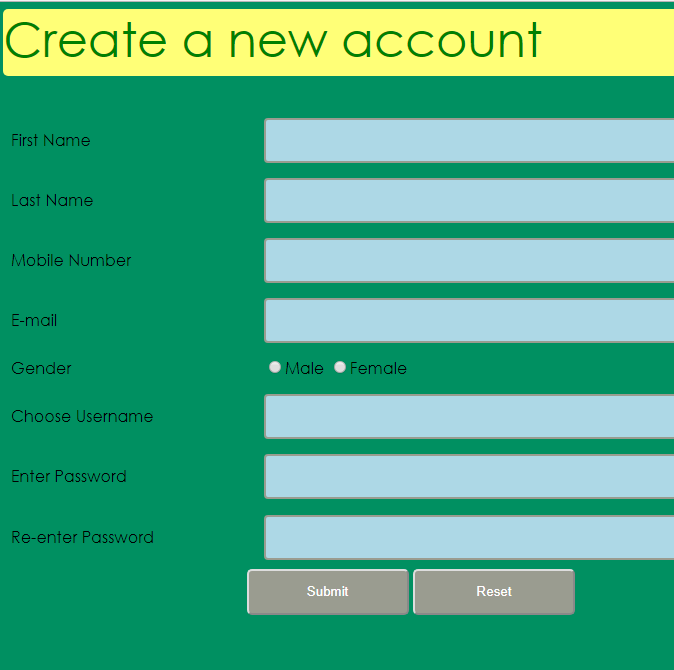 Create a new account
First Name
Last Name
Mobile Number
E-mail
Gender Male Female
Choose Username
Enter Password
Re-enter Password
Submit Reset